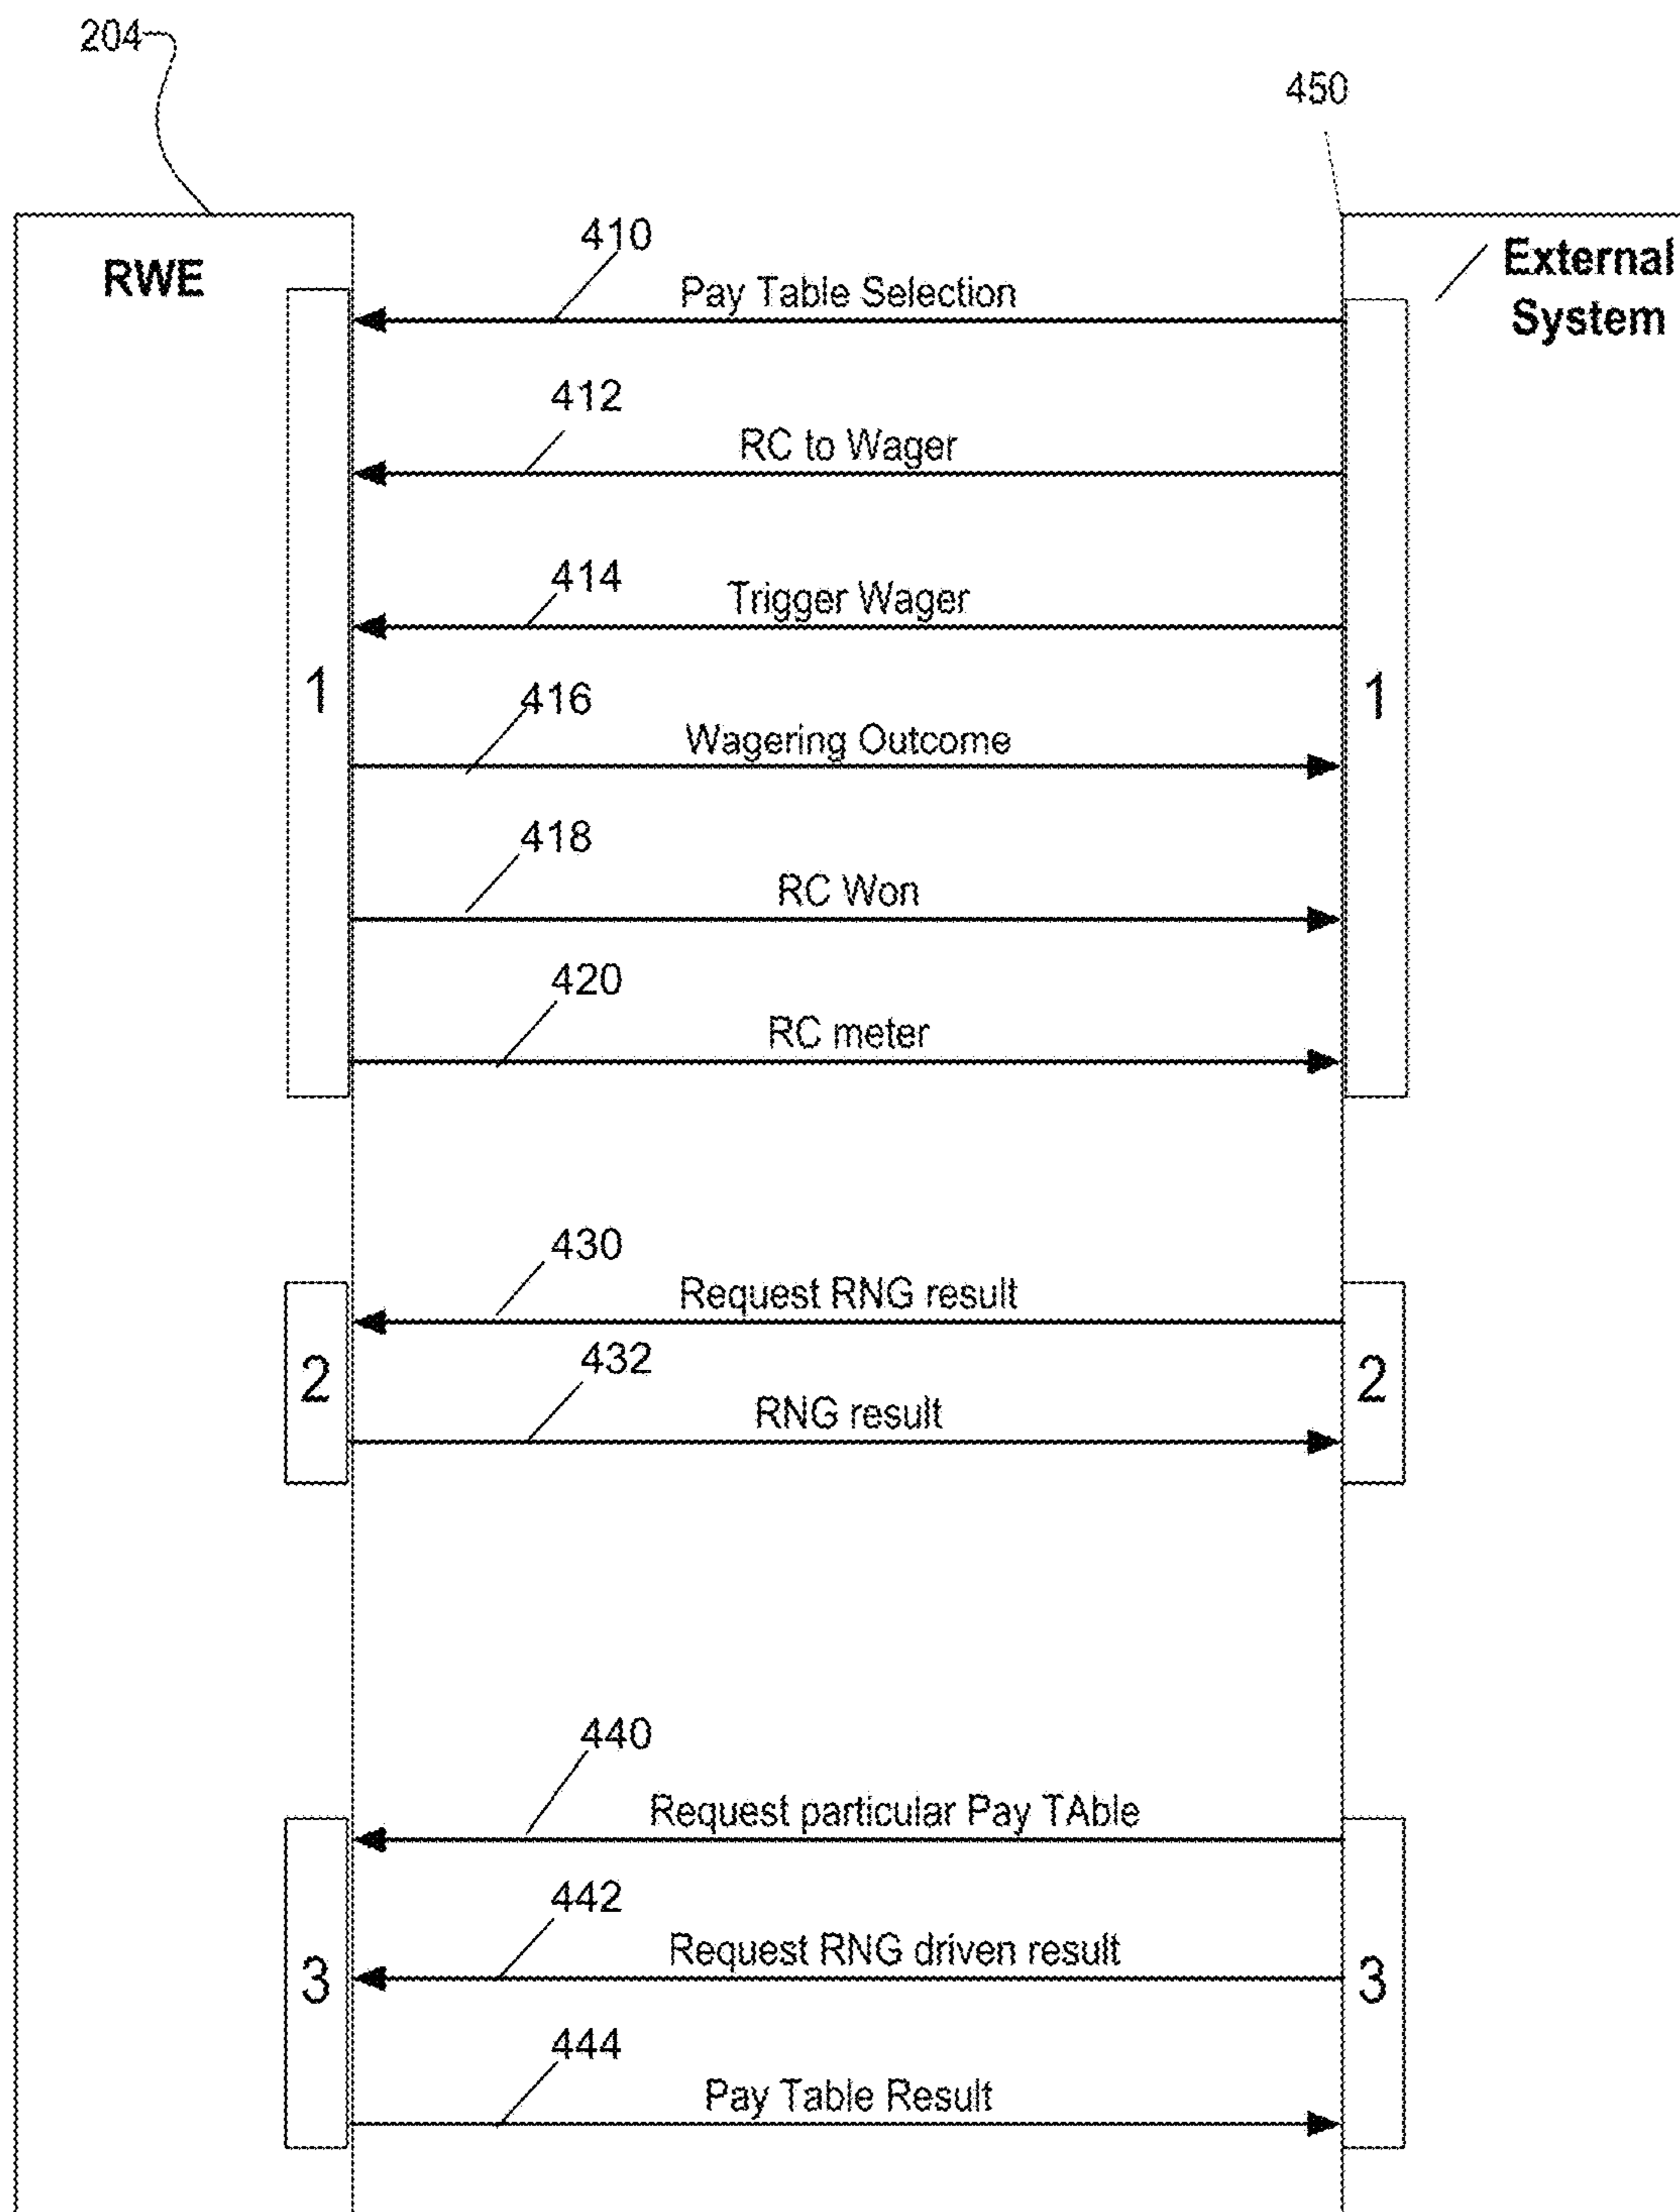 204
450
RWE
External
System
410
Pay Table Selection
412
RC to Wager
414
Trigger Wager
1
1
416
Wagering Outcome
418
RC Won
420
RC meter
430
Request RNG result
2
2
432
RNG result
440
Request particular Pay TAble
442
Request RNG driven result
3
3
444
Pay Table Result